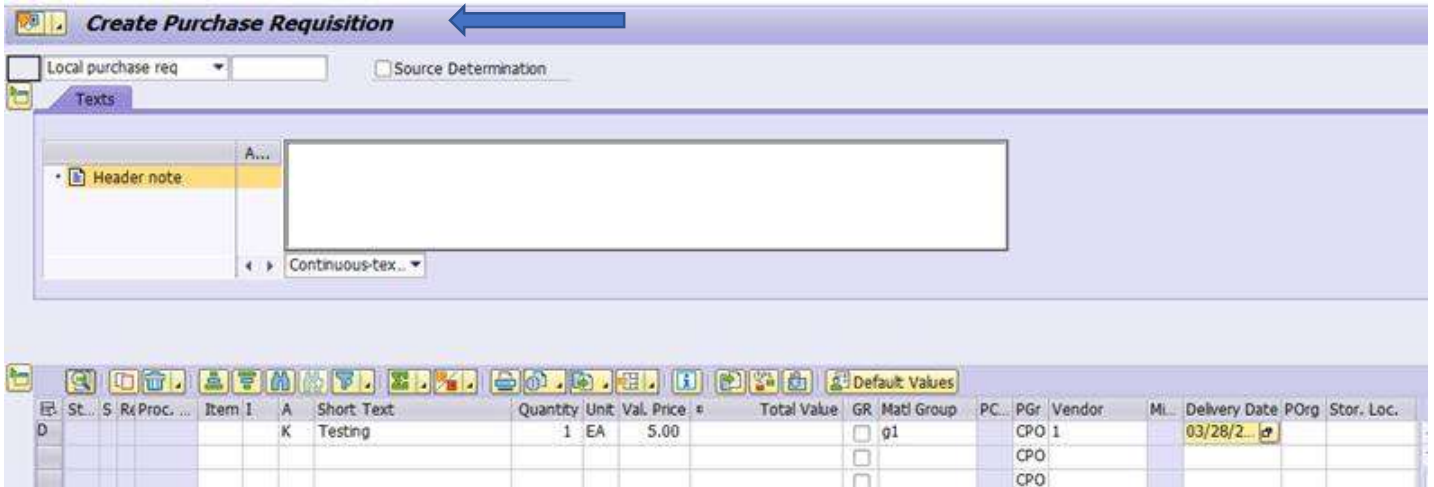 Create Purchase Requisition
Local purchase req Source Determination
Texts
A...
Header note
Continuous-tex...
Default Values
St... S Re Proc. ... Item I A Short Text Quantity Unit Val. Price Total Value GR Matl Group PC... PGr Vendor Mi... Delivery Date POrg Stor. Loc.
D K Testing 1 EA 5.00 g1 CPO 1 03/28/2...
CPO
CPO